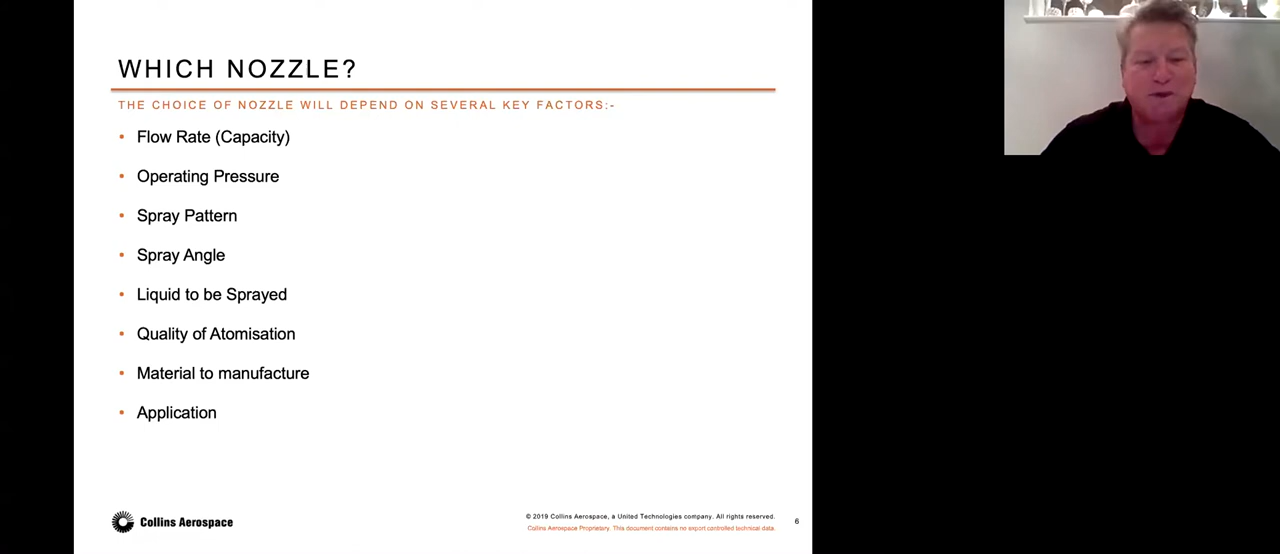 WHICH NOZZLE?
THE CHOICE OF NOZZLE WILL DEPEND ON SEVERAL KEY FACTORS:-
• Flow Rate (Capacity)
• Operating Pressure
• Spray Pattern
• Spray Angle
• Liquid to be Sprayed
• Quality of Atomisation
• Material to manufacture
• Application
Collins Aerospace
© 2019 Collins Aerospace, a United Technologies company. All rights reserved.
Collins Aerospace Proprietary. This document contains no export controlled technical data.
6